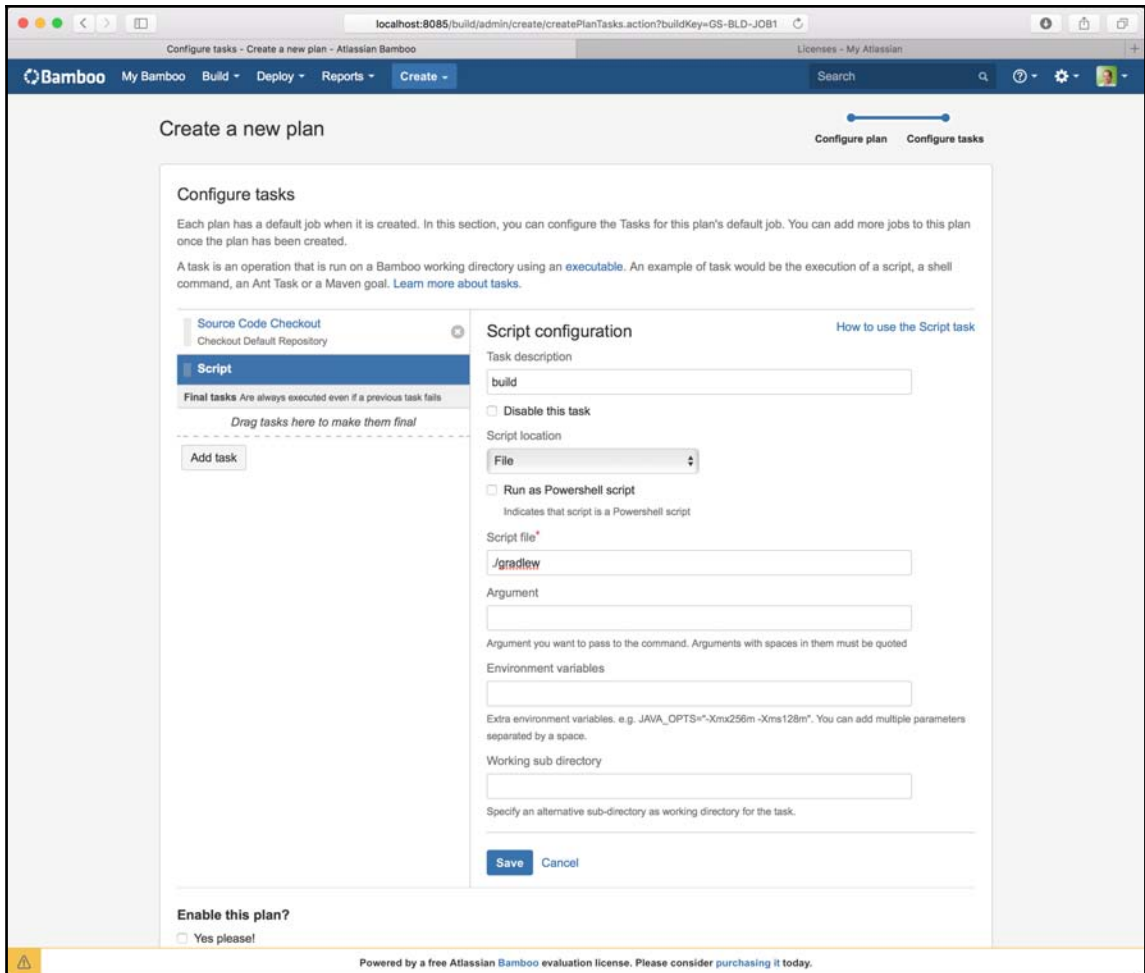 localhost:8085/build/admin/create/createPlanTasks.action?buildKey=GS-BLD-JOB1
Configure tasks - Create a new plan - Atlassian Bamboo
Licenses - My Atlassian
Bamboo My Bamboo Build Deploy Reports Create Search
Create a new plan
Configure plan Configure tasks
Configure tasks
Each plan has a default job when it is created. In this section, you can configure the Tasks for this plan's default job. You can add more jobs to this plan
once the plan has been created.
A task is an operation that is run on a Bamboo working directory using an executable. An example of task would be the execution of a script, a shell
command, an Ant Task or a Maven goal. Learn more about tasks.
Source Code Checkout
Checkout Default Repository
Script
Final tasks Are always executed even if a previous task fails
Drag tasks here to make them final
Add task
Script configuration
How to use the Script task
Task description
build
Disable this task
Script location
File
Run as Powershell script
Indicates that script is a Powershell script
Script file*
./gradlew
Argument
Argument you want to pass to the command. Arguments with spaces in them must be quoted
Environment variables
Extra environment variables. e.g. JAVA_OPTS="-Xmx256m -Xms128m". You can add multiple parameters
separated by a space.
Working sub directory
Specify an alternative sub-directory as working directory for the task.
Save Cancel
Enable this plan?
Yes please!
Powered by a free Atlassian Bamboo evaluation license. Please consider purchasing it today.